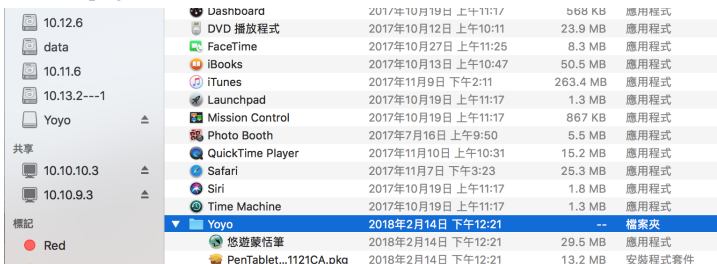 10.12.6
data
10.11.6
10.13.2---1
Yoyo
共享
10.10.10.3
10.10.9.3
標記
Red
Dashboard 2017年10月19日 上午11:17 568 KB 應用程式
DVD 播放程式 2017年10月12日 上午10:11 23.9 MB 應用程式
FaceTime 2017年10月27日 上午11:25 8.3 MB 應用程式
iBooks 2017年10月13日 上午10:47 50.5 MB 應用程式
iTunes 2017年11月9日 下午2:11 263.4 MB 應用程式
Launchpad 2017年10月19日 上午11:17 1.3 MB 應用程式
Mission Control 2017年10月19日 上午11:17 867 KB 應用程式
Photo Booth 2017年7月16日 上午9:50 5.5 MB 應用程式
QuickTime Player 2017年11月10日 上午10:31 15.2 MB 應用程式
Safari 2017年11月7日 下午3:23 25.3 MB 應用程式
Siri 2017年10月19日 上午11:17 1.8 MB 應用程式
Time Machine 2017年10月19日 上午11:17 1.3 MB 應用程式
Yoyo 2018年2月14日 下午12:21 -- 檔案夾
悠遊蒙恬筆 2018年2月14日 下午12:21 29.5 MB 應用程式
PenTablet...1121CA.pkg 2018年2月14日 下午12:21 13.2 MB 安裝程式套件